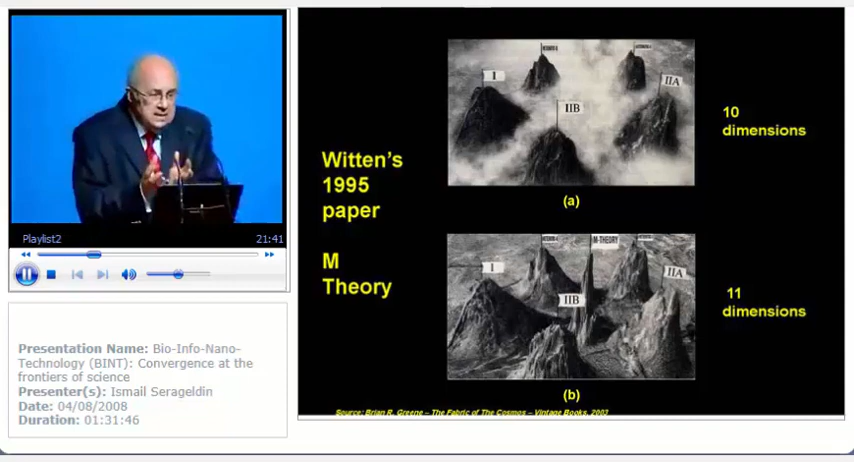 Playlist2
21:41
Presentation Name: Bio-Info-Nano-
Technology (BINT): Convergence at the
frontiers of science
Presenter(s): Ismail Serageldin
Date: 04/08/2008
Duration: 01:31:46
Witten's
1995
paper
M
Theory
I
IIB
IIA
10
dimensions
(a)
M-THEORY
I
IIB
IIA
11
dimensions
(b)
Source: Brian R. Greene – The Fabric of The Cosmos – Vintage Books, 2003